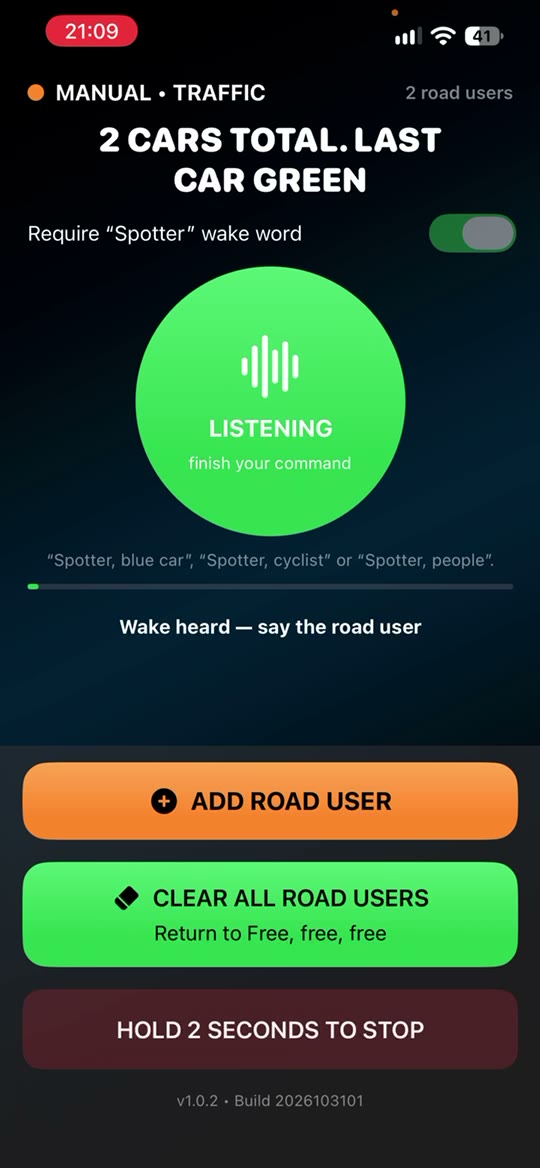 21:09
41
MANUAL • TRAFFIC
2 road users
2 CARS TOTAL. LAST
CAR GREEN
Require “Spotter” wake word
LISTENING
finish your command
“Spotter, blue car”, “Spotter, cyclist” or “Spotter, people”.
Wake heard — say the road user
ADD ROAD USER
CLEAR ALL ROAD USERS
Return to Free, free, free
HOLD 2 SECONDS TO STOP
v1.0.2 • Build 2026103101